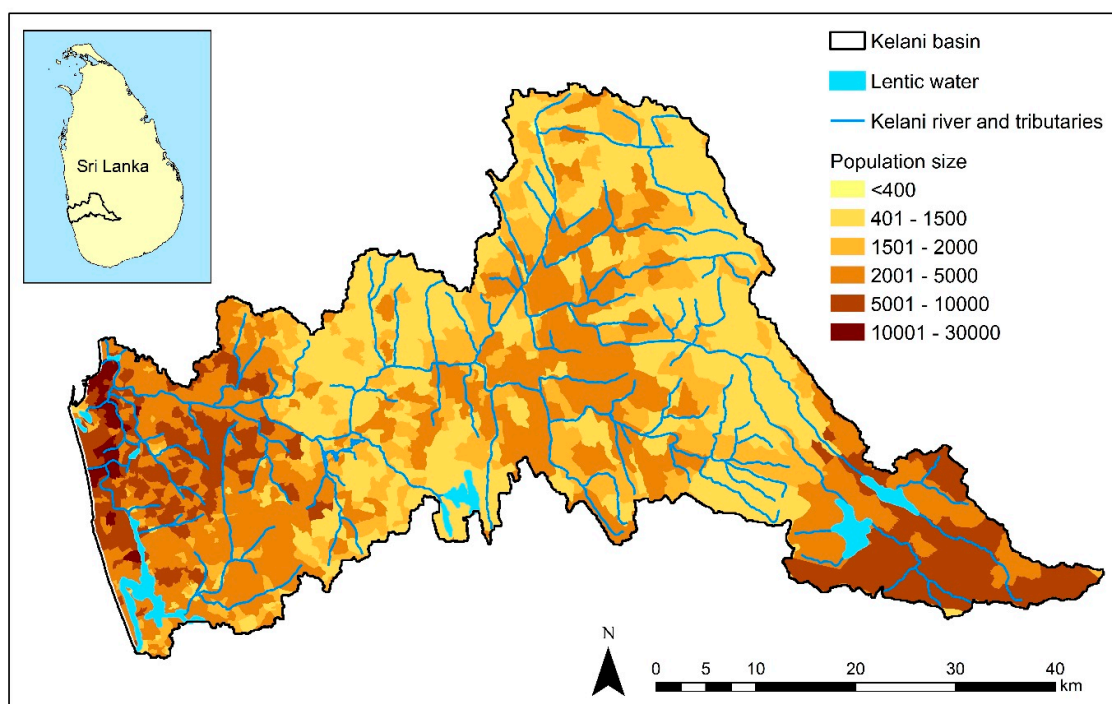 Sri Lanka
Kelani basin
Lentic water
Kelani river and tributaries
Population size
<400
401 - 1500
1501 - 2000
2001 - 5000
5001 - 10000
10001 - 30000
N
0 5 10 20 30 40
km